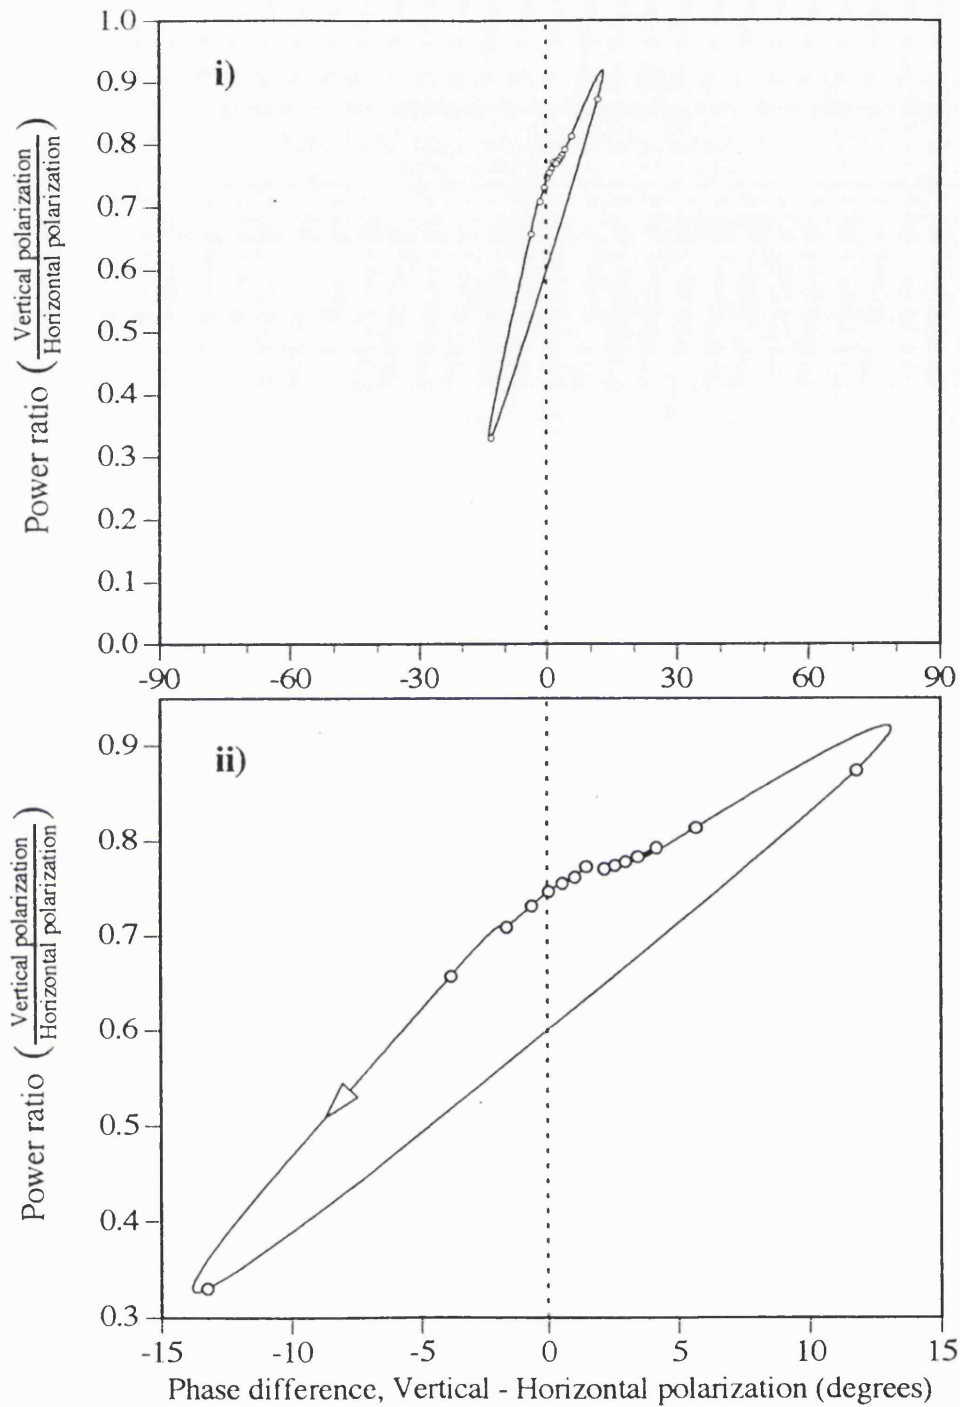 1.0
0.9
0.8
0.7
0.6
0.5
0.4
0.3
0.2
0.1
0.0
i)
Power ratio (Vertical polarization
Horizontal polarization)
-90 -60 -30 0 30 60 90
0.9
0.8
0.7
0.6
0.5
0.4
0.3
ii)
Power ratio (Vertical polarization
Horizontal polarization)
-15 -10 -5 0 5 10 15
Phase difference, Vertical - Horizontal polarization (degrees)